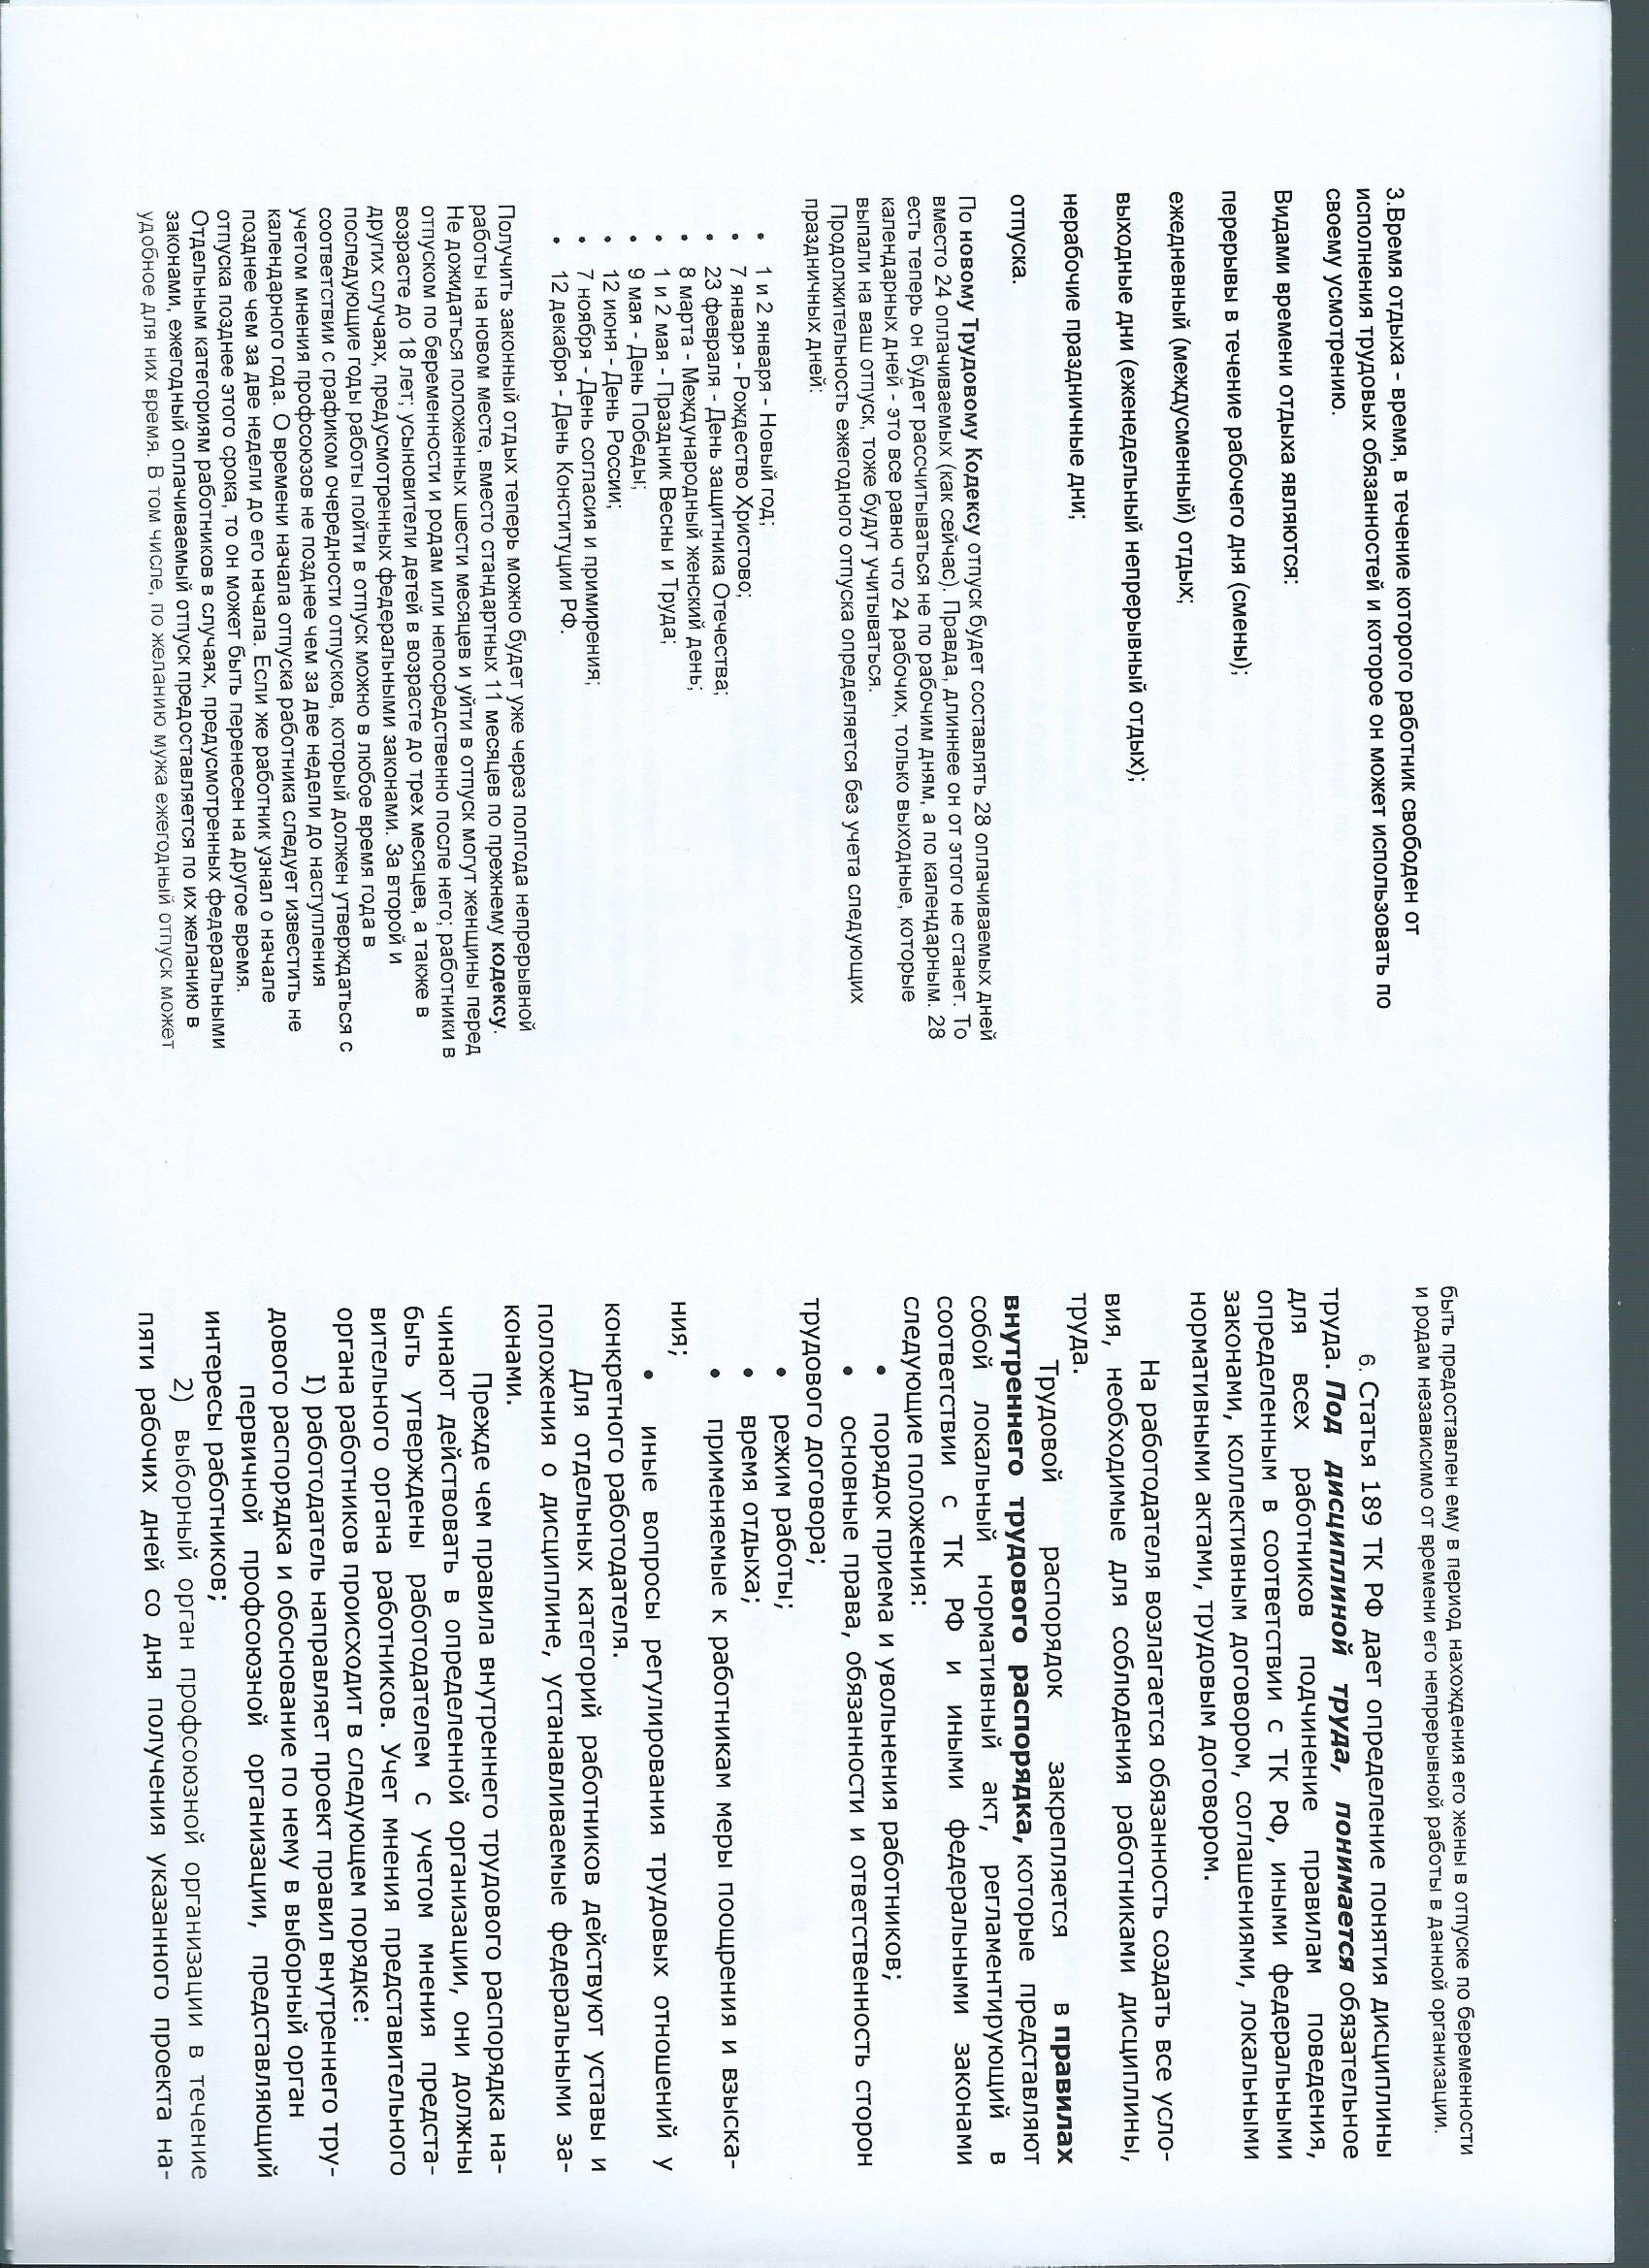 3.Время отдыха - время, в течение которого работник свободен от
исполнения трудовых обязанностей и которое он может использовать по
своему усмотрению.
Видами времени отдыха являются:
перерывы в течение рабочего дня (смены);
ежедневный (междусменный) отдых;
выходные дни (еженедельный непрерывный отдых);
нерабочие праздничные дни;
отпуска.
По новому Трудовому Кодексу отпуск будет составлять 28 оплачиваемых дней
вместо 24 оплачиваемых (как сейчас). Правда, длиннее он от этого не станет. То
есть теперь он будет рассчитываться не по рабочим дням, а по календарным. 28
календарных дней - это все равно что 24 рабочих, только выходные, которые
выпали на ваш отпуск, тоже будут учитываться.
Продолжительность ежегодного отпуска определяется без учета следующих
праздничных дней:
• 1 и 2 января - Новый год;
• 7 января - Рождество Христово;
• 23 февраля - День защитника Отечества;
• 8 марта - Международный женский день;
• 1 и 2 мая - Праздник Весны и Труда;
• 9 мая - День Победы;
• 12 июня - День России;
• 7 ноября - День согласия и примирения;
• 12 декабря - День Конституции РФ.
Получить законный отдых теперь можно будет уже через полгода непрерывной
работы на новом месте, вместо стандартных 11 месяцев по прежнему кодексу.
Не дожидаться положенных шести месяцев и уйти в отпуск могут женщины перед
отпуском по беременности и родам или непосредственно после него; работники в
возрасте до 18 лет; усыновители детей в возрасте до трех месяцев, а также в
других случаях, предусмотренных федеральными законами. За второй и
последующие годы работы пойти в отпуск можно в любое время года в
соответствии с графиком очередности отпусков, который должен утверждаться с
учетом мнения профсоюзов не позднее чем за две недели до наступления
календарного года. О времени начала отпуска работника следует известить не
позднее чем за две недели до его начала. Если же работник узнал о начале
отпуска позднее этого срока, то он может быть перенесен на другое время.
Отдельным категориям работников в случаях, предусмотренных федеральными
законами, ежегодный оплачиваемый отпуск предоставляется по их желанию в
удобное для них время. В том числе, по желанию мужа ежегодный отпуск может
быть предоставлен ему в период нахождения его жены в отпуске по беременности
и родам независимо от времени его непрерывной работы в данной организации.
6. Статья 189 ТК РФ дает определение понятия дисциплины
труда. Под дисциплиной труда, понимается обязательное
для всех работников подчинение правилам поведения,
определенным в соответствии с ТК РФ, иными федеральными
законами, коллективным договором, соглашениями, локальными
нормативными актами, трудовым договором.
На работодателя возлагается обязанность создать все усло-
вия, необходимые для соблюдения работниками дисциплины,
труда.
Трудовой распорядок закрепляется в правилах
внутреннего трудового распорядка, которые представляют
собой локальный нормативный акт, регламентирующий в
соответствии с ТК РФ и иными федеральными законами
следующие положения:
• порядок приема и увольнения работников;
• основные права, обязанности и ответственность сторон
трудового договора;
• режим работы;
• время отдыха;
• применяемые к работникам меры поощрения и взыска-
ния;
• иные вопросы регулирования трудовых отношений у
конкретного работодателя.
Для отдельных категорий работников действуют уставы и
положения о дисциплине, устанавливаемые федеральными за-
конами.
Прежде чем правила внутреннего трудового распорядка на-
чинают действовать в определенной организации, они должны
быть утверждены работодателем с учетом мнения предста-
вительного органа работников. Учет мнения представительного
органа работников происходит в следующем порядке:
I) работодатель направляет проект правил внутреннего тру-
дового распорядка и обоснование по нему в выборный орган
первичной профсоюзной организации, представляющий
интересы работников;
2) выборный орган профсоюзной организации в течение
пяти рабочих дней со дня получения указанного проекта на-